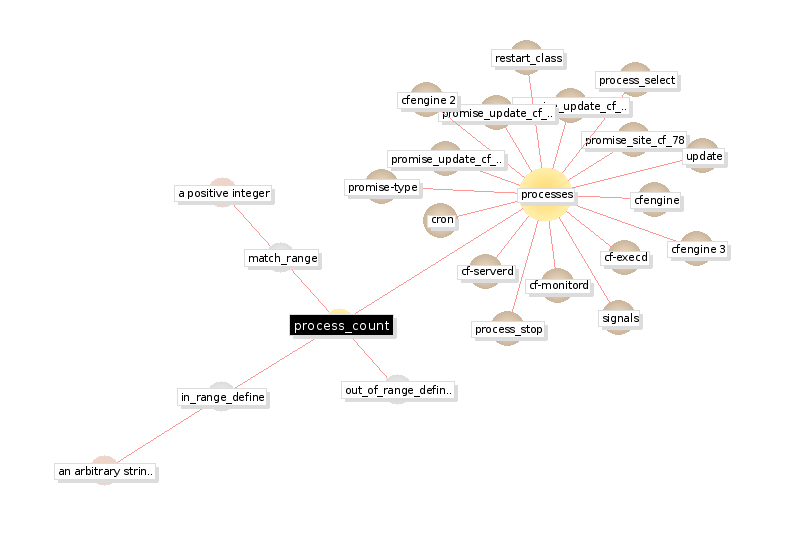 restart_class
process_select
cfengine 2
promise_update_cf_..
_update_cf_..
promise_site_cf_78
update
promise_update_cf_..
promise-type
processes
a positive integer
cfengine
cron
cfengine 3
match_range
cf-execd
cf-serverd
cf-monitord
signals
process_count
process_stop
out_of_range_defin..
in_range_define
an arbitrary strin..